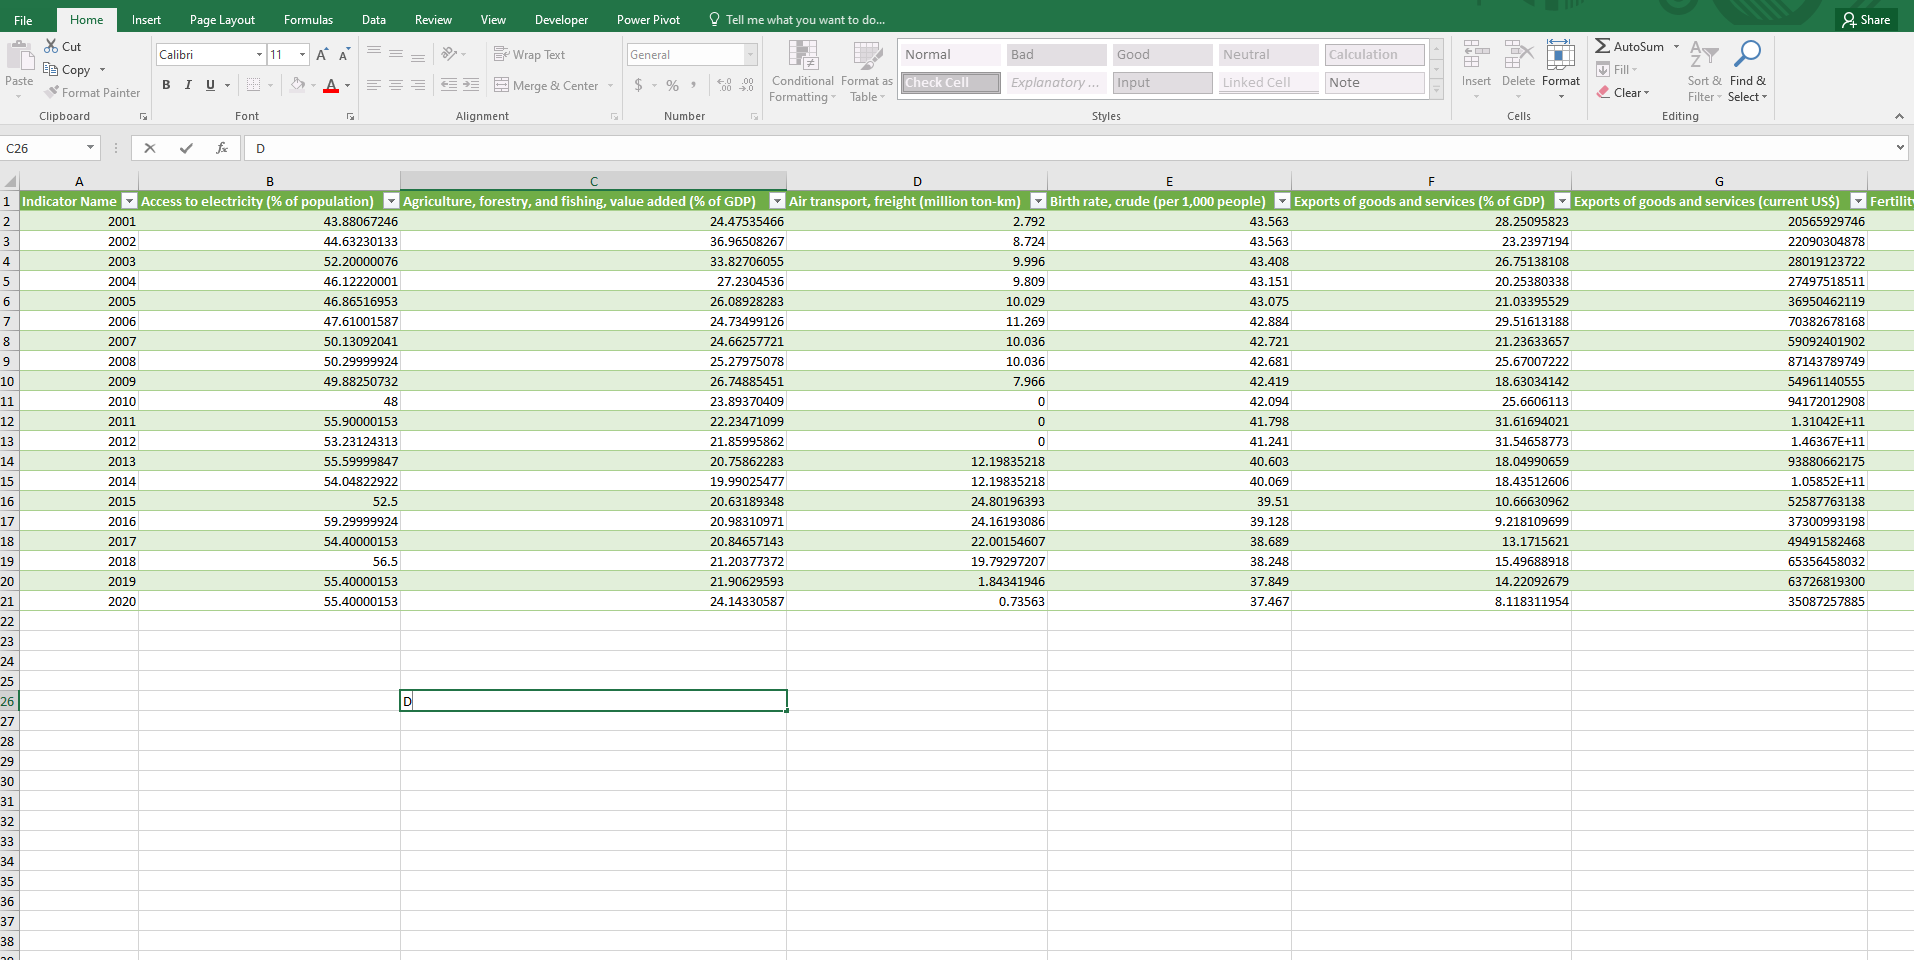 File Home Insert Page Layout Formulas Data Review View Developer Power Pivot Tell me what you want to do... Share
Paste Cut Copy Format Painter Clipboard
Calibri 11 A A B I U A Font
Wrap Text Merge & Center Alignment
General $ % , .0 .00 .00 .0 Number
Conditional Formatting Format as Table
Normal Bad Good Neutral Calculation
Check Cell Explanatory ... Input Linked Cell Note
Styles
Insert Delete Format Cells
AutoSum Fill Clear Sort & Filter Find & Select Editing
C26 fx D
A B C D E F G
1 Indicator Name Access to electricity (% of population) Agriculture, forestry, and fishing, value added (% of GDP) Air transport, freight (million ton-km) Birth rate, crude (per 1,000 people) Exports of goods and services (% of GDP) Exports of goods and services (current US$)
2 2001 43.88067246 24.47535466 2.792 43.563 28.25095823 20565929746
3 2002 44.63230133 36.96508267 8.724 43.563 23.2397194 22090304878
4 2003 52.20000076 33.82706055 9.996 43.408 26.75138108 28019123722
5 2004 46.12220001 27.2304536 9.809 43.151 20.25380338 27497518511
6 2005 46.86516953 26.08928283 10.029 43.075 21.03395529 36950462119
7 2006 47.61001587 24.73499126 11.269 42.884 29.51613188 70382678168
8 2007 50.13092041 24.66257721 10.036 42.721 21.23633657 59092401902
9 2008 50.29999924 25.27975078 10.036 42.681 25.67007222 87143789749
10 2009 49.88250732 26.74885451 7.966 42.419 18.63034142 54961140555
11 2010 48 23.89370409 0 42.094 25.6606113 94172012908
12 2011 55.90000153 22.23471099 0 41.798 31.61694021 1.31042E+11
13 2012 53.23124313 21.85995862 0 41.241 31.54658773 1.46367E+11
14 2013 55.59999847 20.75862283 12.19835218 40.603 18.04990659 93880662175
15 2014 54.04822922 19.99025477 12.19835218 40.069 18.43512606 1.05852E+11
16 2015 52.5 20.63189348 24.80196393 39.51 10.66630962 52587763138
17 2016 59.29999924 20.98310971 24.16193086 39.128 9.218109699 37300993198
18 2017 54.40000153 20.84657143 22.00154607 38.689 13.1715621 49491582468
19 2018 56.5 21.20377372 19.79297207 38.248 15.49688918 65356458032
20 2019 55.40000153 21.90629593 1.84341946 37.849 14.22092679 63726819300
21 2020 55.40000153 24.14330587 0.73563 37.467 8.118311954 35087257885
22
23
24
25
26 D
27
28
29
30
31
32
33
34
35
36
37
38